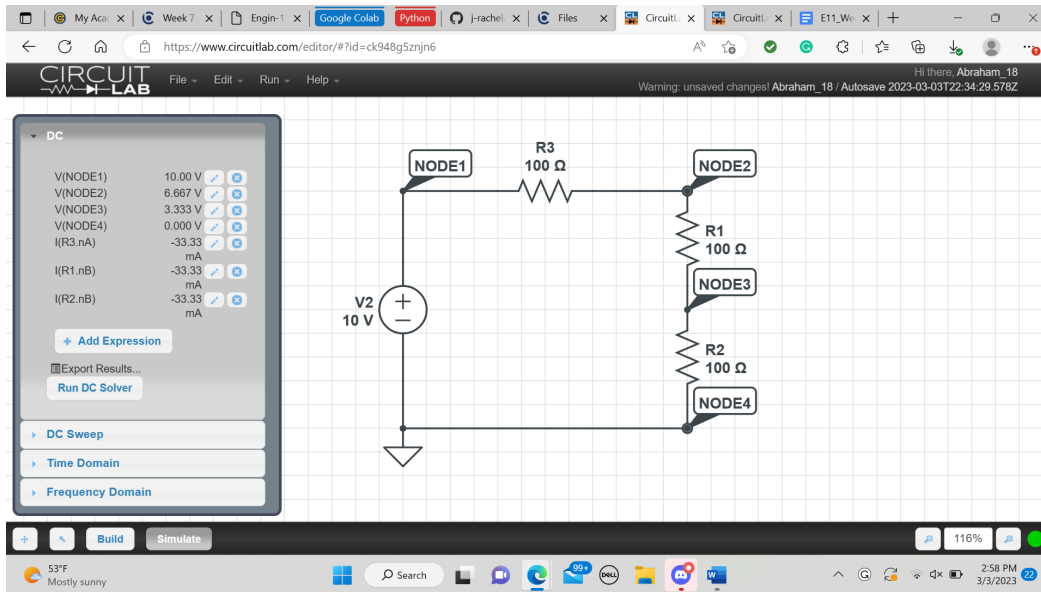 My Acac
Week 7
Engin-1
Google Colab
Python
j-rachel
Files
CircuitL
CircuitL
E11_We
https://www.circuitlab.com/editor/#?id=ck948g5znjn6
CIRCUIT
LAB
File
Edit
Run
Help
Hi there, Abraham_18
Warning: unsaved changes! Abraham_18 / Autosave 2023-03-03T22:34:29.578Z
DC
V(NODE1) 10.00 V
V(NODE2) 6.667 V
V(NODE3) 3.333 V
V(NODE4) 0.000 V
I(R3.nA) -33.33
mA
I(R1.nB) -33.33
mA
I(R2.nB) -33.33
mA
+ Add Expression
Export Results...
Run DC Solver
DC Sweep
Time Domain
Frequency Domain
NODE1
R3
100 Ω
NODE2
R1
100 Ω
NODE3
V2
10 V
R2
100 Ω
NODE4
Build
Simulate
116%
53°F
Mostly sunny
Search
99+
DELL
2:58 PM
3/3/2023
22